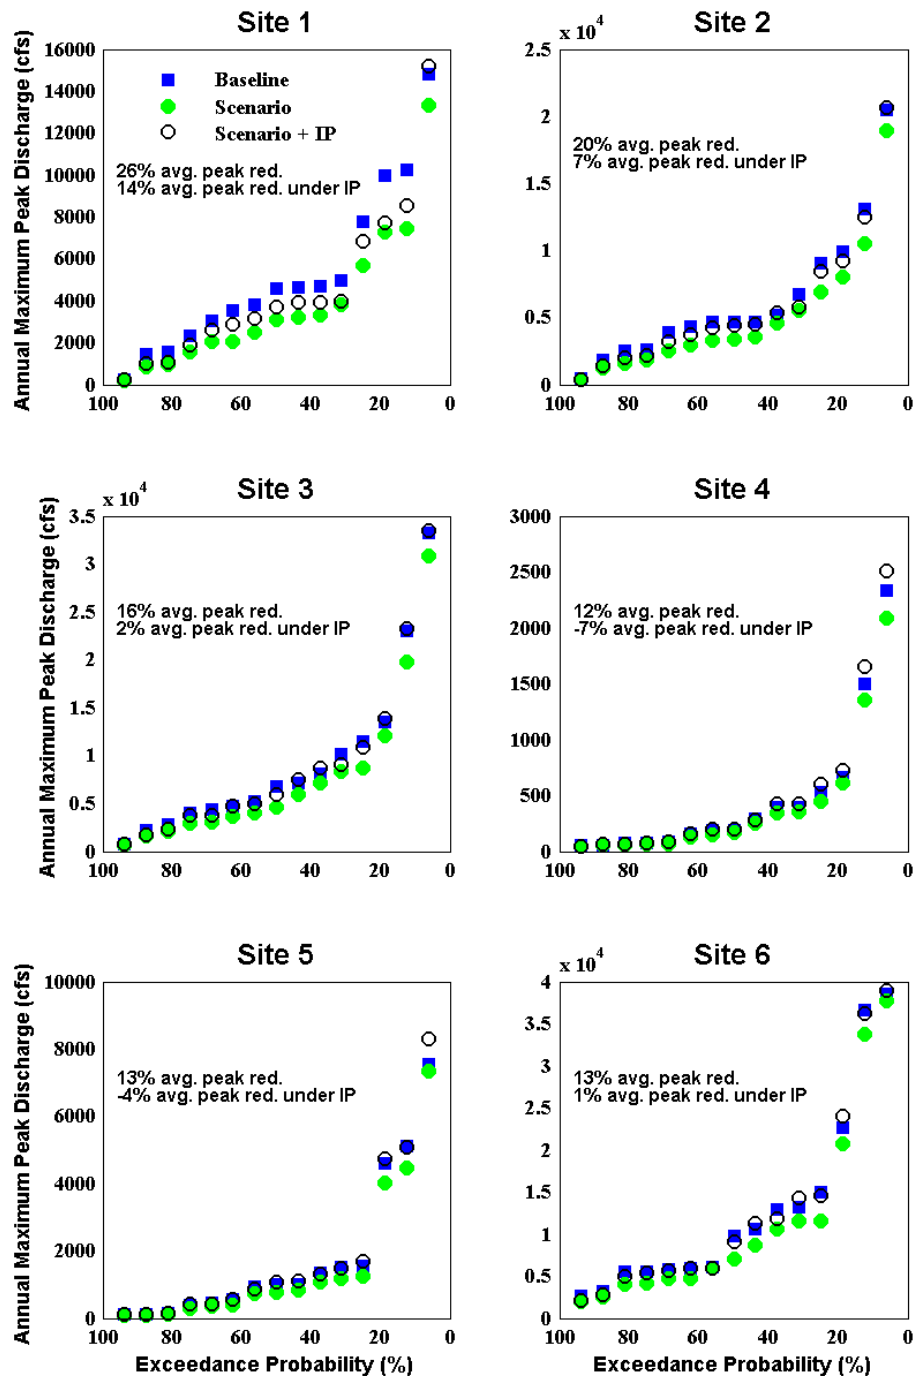 Site 1
Annual Maximum Peak Discharge (cfs)
16000
14000
12000
10000
8000
6000
4000
2000
0
100 80 60 40 20 0
Baseline
Scenario
Scenario + IP
26% avg. peak red.
14% avg. peak red. under IP
Site 2
x 10^4
2.5
2
1.5
1
0.5
0
100 80 60 40 20 0
20% avg. peak red.
7% avg. peak red. under IP
Site 3
Annual Maximum Peak Discharge (cfs)
x 10^4
3.5
3
2.5
2
1.5
1
0.5
0
100 80 60 40 20 0
16% avg. peak red.
2% avg. peak red. under IP
Site 4
3000
2500
2000
1500
1000
500
0
100 80 60 40 20 0
12% avg. peak red.
-7% avg. peak red. under IP
Site 5
Annual Maximum Peak Discharge (cfs)
10000
8000
6000
4000
2000
0
100 80 60 40 20 0
Exceedance Probability (%)
13% avg. peak red.
-4% avg. peak red. under IP
Site 6
x 10^4
4
3.5
3
2.5
2
1.5
1
0.5
0
100 80 60 40 20 0
Exceedance Probability (%)
13% avg. peak red.
1% avg. peak red. under IP